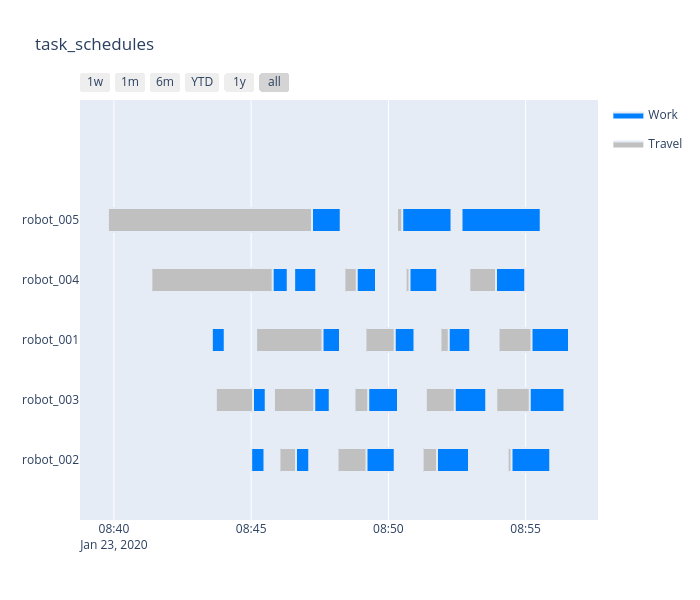 task_schedules
1w 1m 6m YTD 1y all
Work
Travel
robot_005
robot_004
robot_001
robot_003
robot_002
08:40 08:45 08:50 08:55
Jan 23, 2020